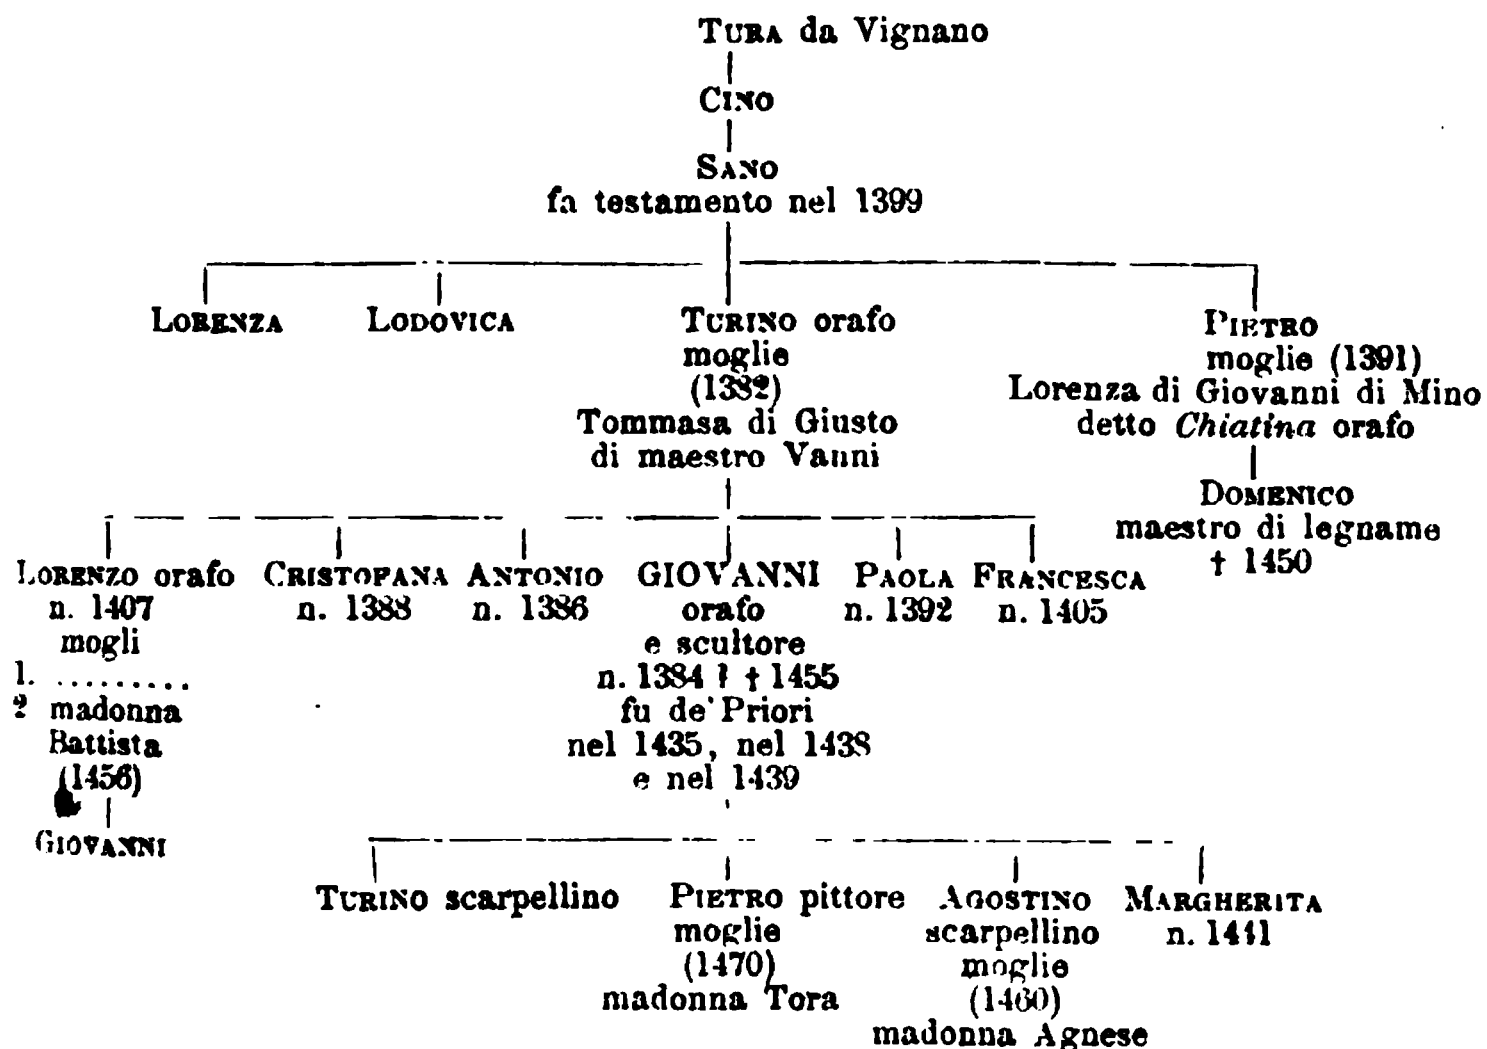 TURA da Vignano
CINO
SANO
fa testamento nel 1399
LORENZA
LODOVICA
TURINO orafo
moglie
(1382)
Tommasa di Giusto
di maestro Vanni
PIETRO
moglie (1391)
Lorenza di Giovanni di Mino
detto Chiatina orafo
DOMENICO
maestro di legname
† 1450
LORENZO orafo
n. 1407
mogli
1. .........
2 madonna
Battista
(1456)
GIOVANNI
CRISTOFANA
n. 1388
ANTONIO
n. 1386
GIOVANNI
orafo
e scultore
n. 1384 † 1455
fu de' Priori
nel 1435, nel 1438
e nel 1439
PAOLA
n. 1392
FRANCESCA
n. 1405
TURINO scarpellino
PIETRO pittore
moglie
(1470)
madonna Tora
AGOSTINO
scarpellino
moglie
(1460)
madonna Agnese
MARGHERITA
n. 1441